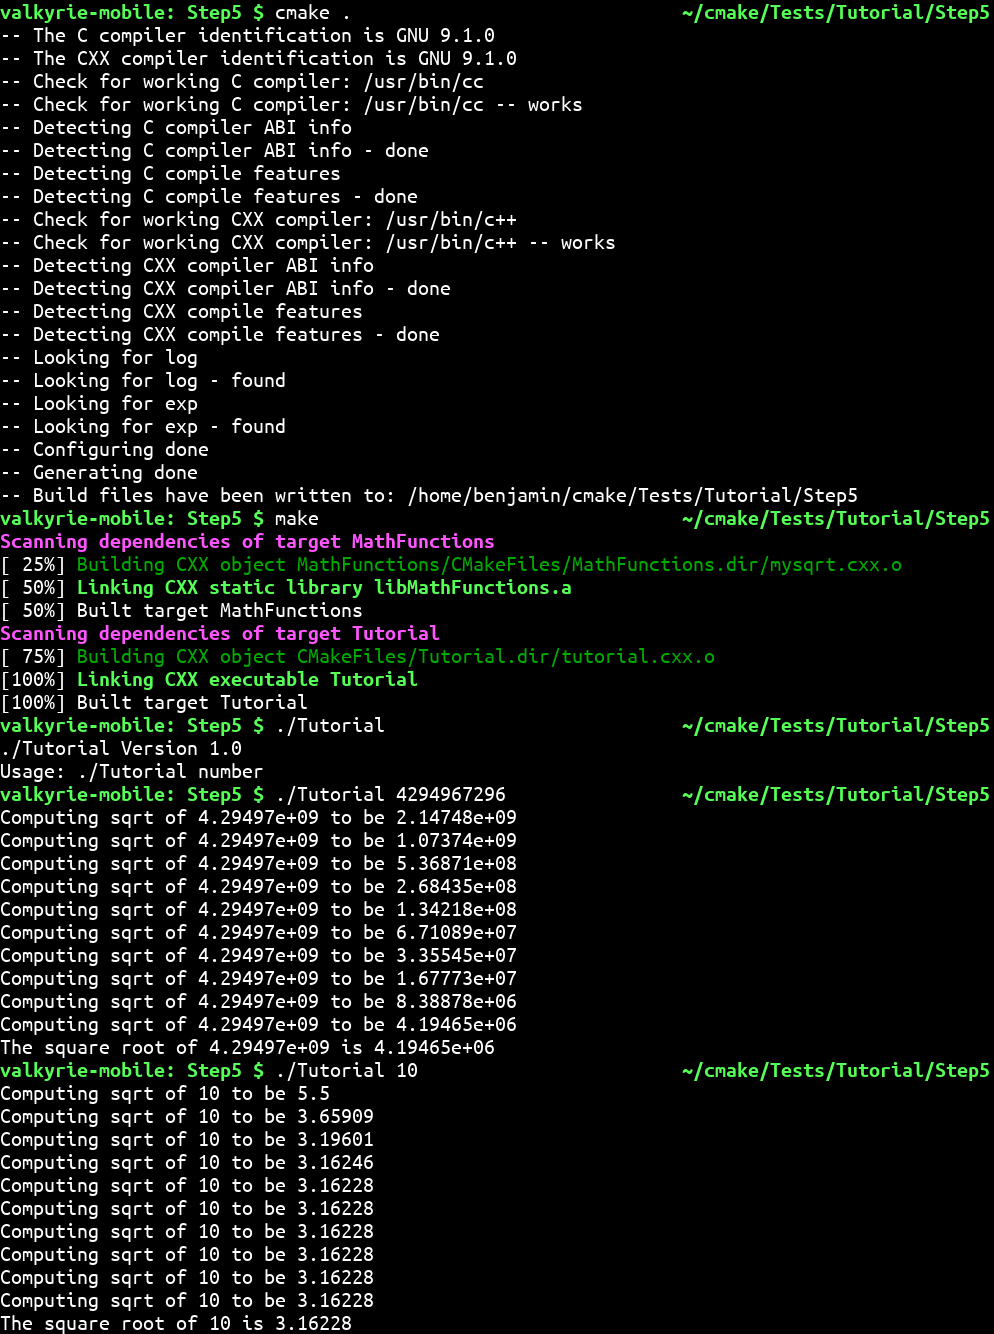 valkyrie-mobile: Step5 $ cmake . ~/cmake/Tests/Tutorial/Step5
-- The C compiler identification is GNU 9.1.0
-- The CXX compiler identification is GNU 9.1.0
-- Check for working C compiler: /usr/bin/cc
-- Check for working C compiler: /usr/bin/cc -- works
-- Detecting C compiler ABI info
-- Detecting C compiler ABI info - done
-- Detecting C compile features
-- Detecting C compile features - done
-- Check for working CXX compiler: /usr/bin/c++
-- Check for working CXX compiler: /usr/bin/c++ -- works
-- Detecting CXX compiler ABI info
-- Detecting CXX compiler ABI info - done
-- Detecting CXX compile features
-- Detecting CXX compile features - done
-- Looking for log
-- Looking for log - found
-- Looking for exp
-- Looking for exp - found
-- Configuring done
-- Generating done
-- Build files have been written to: /home/benjamin/cmake/Tests/Tutorial/Step5
valkyrie-mobile: Step5 $ make ~/cmake/Tests/Tutorial/Step5
Scanning dependencies of target MathFunctions
[ 25%] Building CXX object MathFunctions/CMakeFiles/MathFunctions.dir/mysqrt.cxx.o
[ 50%] Linking CXX static library libMathFunctions.a
[ 50%] Built target MathFunctions
Scanning dependencies of target Tutorial
[ 75%] Building CXX object CMakeFiles/Tutorial.dir/tutorial.cxx.o
[100%] Linking CXX executable Tutorial
[100%] Built target Tutorial
valkyrie-mobile: Step5 $ ./Tutorial ~/cmake/Tests/Tutorial/Step5
./Tutorial Version 1.0
Usage: ./Tutorial number
valkyrie-mobile: Step5 $ ./Tutorial 4294967296 ~/cmake/Tests/Tutorial/Step5
Computing sqrt of 4.29497e+09 to be 2.14748e+09
Computing sqrt of 4.29497e+09 to be 1.07374e+09
Computing sqrt of 4.29497e+09 to be 5.36871e+08
Computing sqrt of 4.29497e+09 to be 2.68435e+08
Computing sqrt of 4.29497e+09 to be 1.34218e+08
Computing sqrt of 4.29497e+09 to be 6.71089e+07
Computing sqrt of 4.29497e+09 to be 3.35545e+07
Computing sqrt of 4.29497e+09 to be 1.67773e+07
Computing sqrt of 4.29497e+09 to be 8.38878e+06
Computing sqrt of 4.29497e+09 to be 4.19465e+06
The square root of 4.29497e+09 is 4.19465e+06
valkyrie-mobile: Step5 $ ./Tutorial 10 ~/cmake/Tests/Tutorial/Step5
Computing sqrt of 10 to be 5.5
Computing sqrt of 10 to be 3.65909
Computing sqrt of 10 to be 3.19601
Computing sqrt of 10 to be 3.16246
Computing sqrt of 10 to be 3.16228
Computing sqrt of 10 to be 3.16228
Computing sqrt of 10 to be 3.16228
Computing sqrt of 10 to be 3.16228
Computing sqrt of 10 to be 3.16228
Computing sqrt of 10 to be 3.16228
The square root of 10 is 3.16228